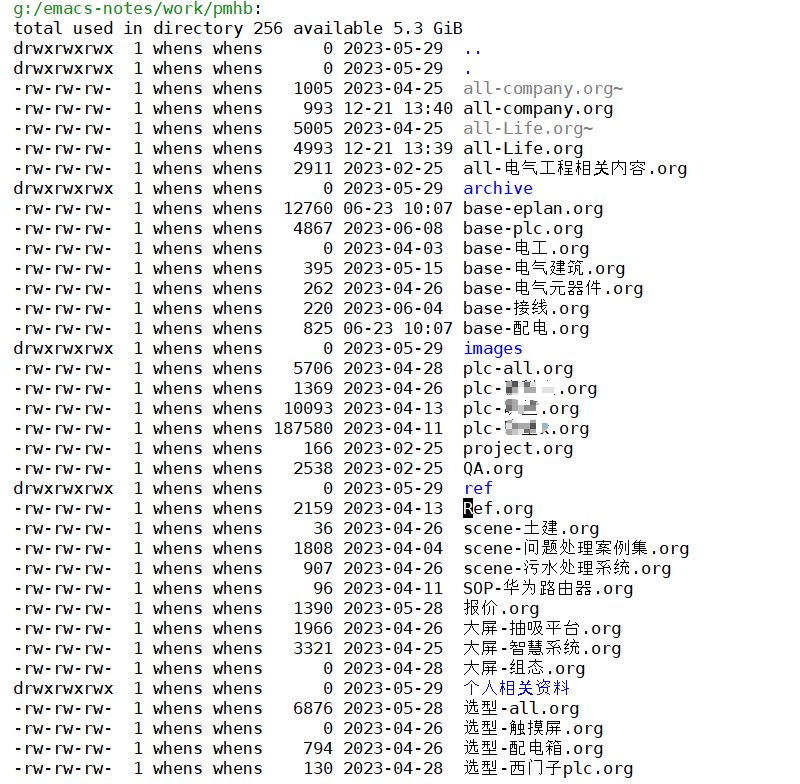 g:/emacs-notes/work/pmhb:
total used in directory 256 available 5.3 GiB
drwxrwxrwx 1 whens whens 0 2023-05-29 ..
drwxrwxrwx 1 whens whens 0 2023-05-29 .
-rw-rw-rw- 1 whens whens 1005 2023-04-25 all-company.org~
-rw-rw-rw- 1 whens whens 993 12-21 13:40 all-company.org
-rw-rw-rw- 1 whens whens 5005 2023-04-25 all-Life.org~
-rw-rw-rw- 1 whens whens 4993 12-21 13:39 all-Life.org
-rw-rw-rw- 1 whens whens 2911 2023-02-25 all-电气工程相关内容.org
drwxrwxrwx 1 whens whens 0 2023-05-29 archive
-rw-rw-rw- 1 whens whens 12760 06-23 10:07 base-eplan.org
-rw-rw-rw- 1 whens whens 4867 2023-06-08 base-plc.org
-rw-rw-rw- 1 whens whens 0 2023-04-03 base-电工.org
-rw-rw-rw- 1 whens whens 395 2023-05-15 base-电气建筑.org
-rw-rw-rw- 1 whens whens 262 2023-04-26 base-电气元器件.org
-rw-rw-rw- 1 whens whens 220 2023-06-04 base-接线.org
-rw-rw-rw- 1 whens whens 825 06-23 10:07 base-配电.org
drwxrwxrwx 1 whens whens 0 2023-05-29 images
-rw-rw-rw- 1 whens whens 5706 2023-04-28 plc-all.org
-rw-rw-rw- 1 whens whens 1369 2023-04-26 plc-.org
-rw-rw-rw- 1 whens whens 10093 2023-04-13 plc-.org
-rw-rw-rw- 1 whens whens 187580 2023-04-11 plc-.org
-rw-rw-rw- 1 whens whens 166 2023-02-25 project.org
-rw-rw-rw- 1 whens whens 2538 2023-02-25 QA.org
drwxrwxrwx 1 whens whens 0 2023-05-29 ref
-rw-rw-rw- 1 whens whens 2159 2023-04-13 Ref.org
-rw-rw-rw- 1 whens whens 36 2023-04-26 scene-土建.org
-rw-rw-rw- 1 whens whens 1808 2023-04-04 scene-问题处理案例集.org
-rw-rw-rw- 1 whens whens 907 2023-04-26 scene-污水处理系统.org
-rw-rw-rw- 1 whens whens 96 2023-04-11 SOP-华为路由器.org
-rw-rw-rw- 1 whens whens 1390 2023-05-28 报价.org
-rw-rw-rw- 1 whens whens 1966 2023-04-26 大屏-抽吸平台.org
-rw-rw-rw- 1 whens whens 3321 2023-04-25 大屏-智慧系统.org
-rw-rw-rw- 1 whens whens 0 2023-04-28 大屏-组态.org
drwxrwxrwx 1 whens whens 0 2023-05-29 个人相关资料
-rw-rw-rw- 1 whens whens 6876 2023-05-28 选型-all.org
-rw-rw-rw- 1 whens whens 0 2023-04-26 选型-触摸屏.org
-rw-rw-rw- 1 whens whens 794 2023-04-26 选型-配电箱.org
-rw-rw-rw- 1 whens whens 130 2023-04-28 选型-西门子plc.org